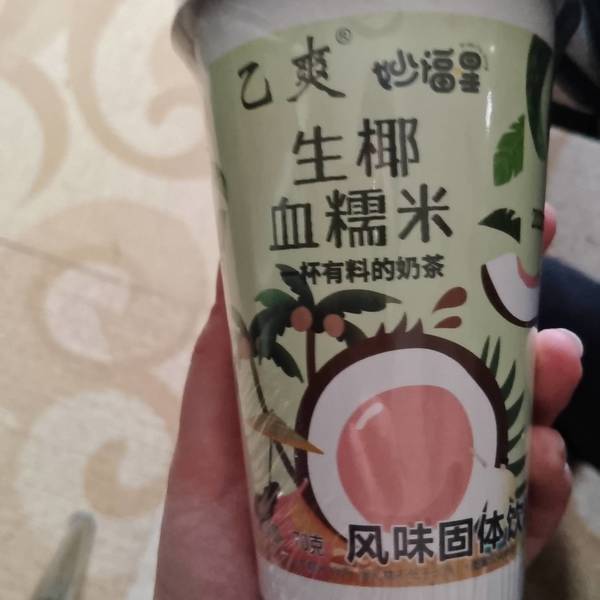 乙爽® 妙福星
生椰
血糯米
一杯有料的奶茶
风味固体饮